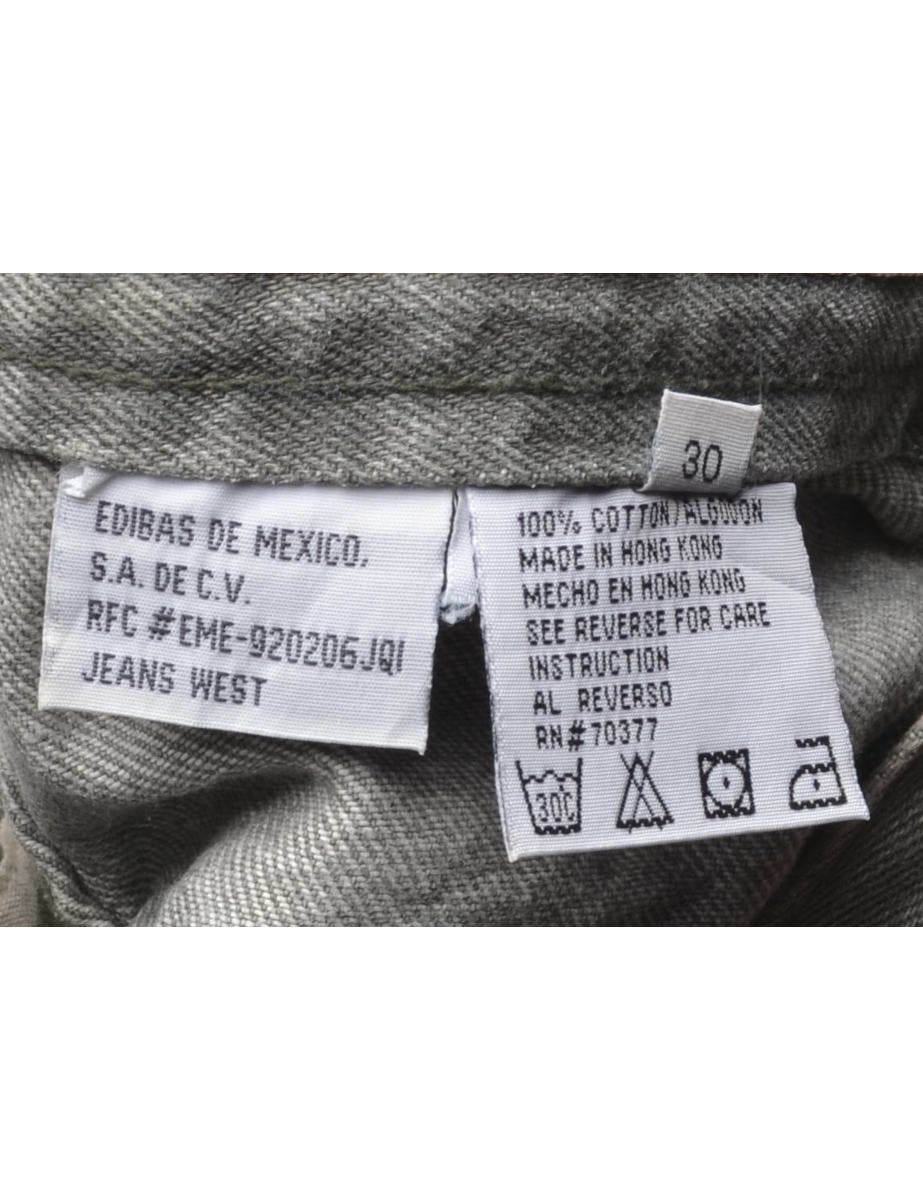 30
EDIBAS DE MEXICO,
S.A. DE C.V.
RFC #EME-920206JQ1
JEANS WEST
100% COTTON/ALGODON
MADE IN HONG KONG
MECHO EN HONG KONG
SEE REVERSE FOR CARE
INSTRUCTION
AL REVERSO
RN#70377
30C